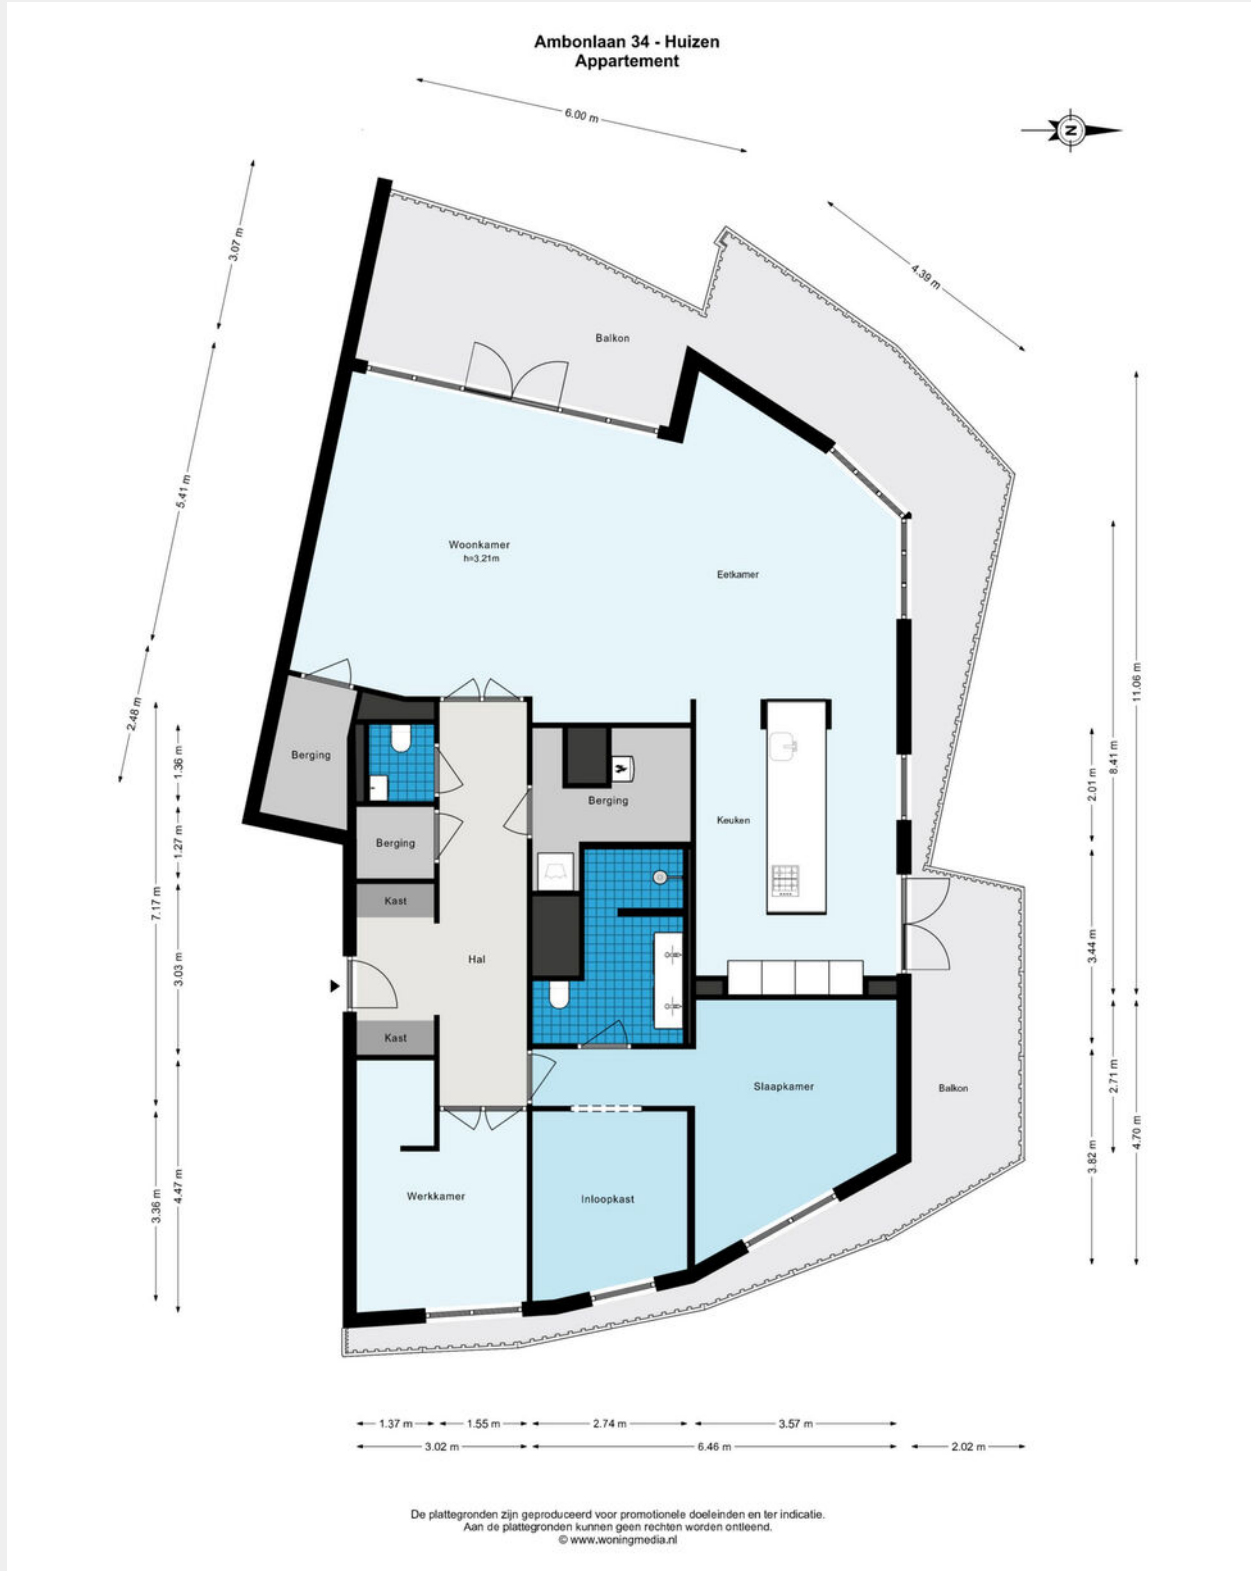 Ambonlaan 34 - Huizen
Appartement
6.00 m
N
3.07 m
4.39 m
Balkon
5.41 m
Woonkamer
h=3.21m
Eetkamer
11.06 m
8.41 m
2.48 m
Berging
1.36 m
Berging
2.01 m
Keuken
1.27 m
Berging
7.17 m
Kast
Hal
3.03 m
3.44 m
Kast
Slaapkamer
Balkon
2.71 m
4.70 m
3.82 m
Werkkamer
Inloopkast
3.36 m
4.47 m
1.37 m
1.55 m
2.74 m
3.57 m
3.02 m
6.46 m
2.02 m
De plattegronden zijn geproduceerd voor promotionele doeleinden en ter indicatie.
Aan de plattegronden kunnen geen rechten worden ontleend.
© www.woningmedia.nl